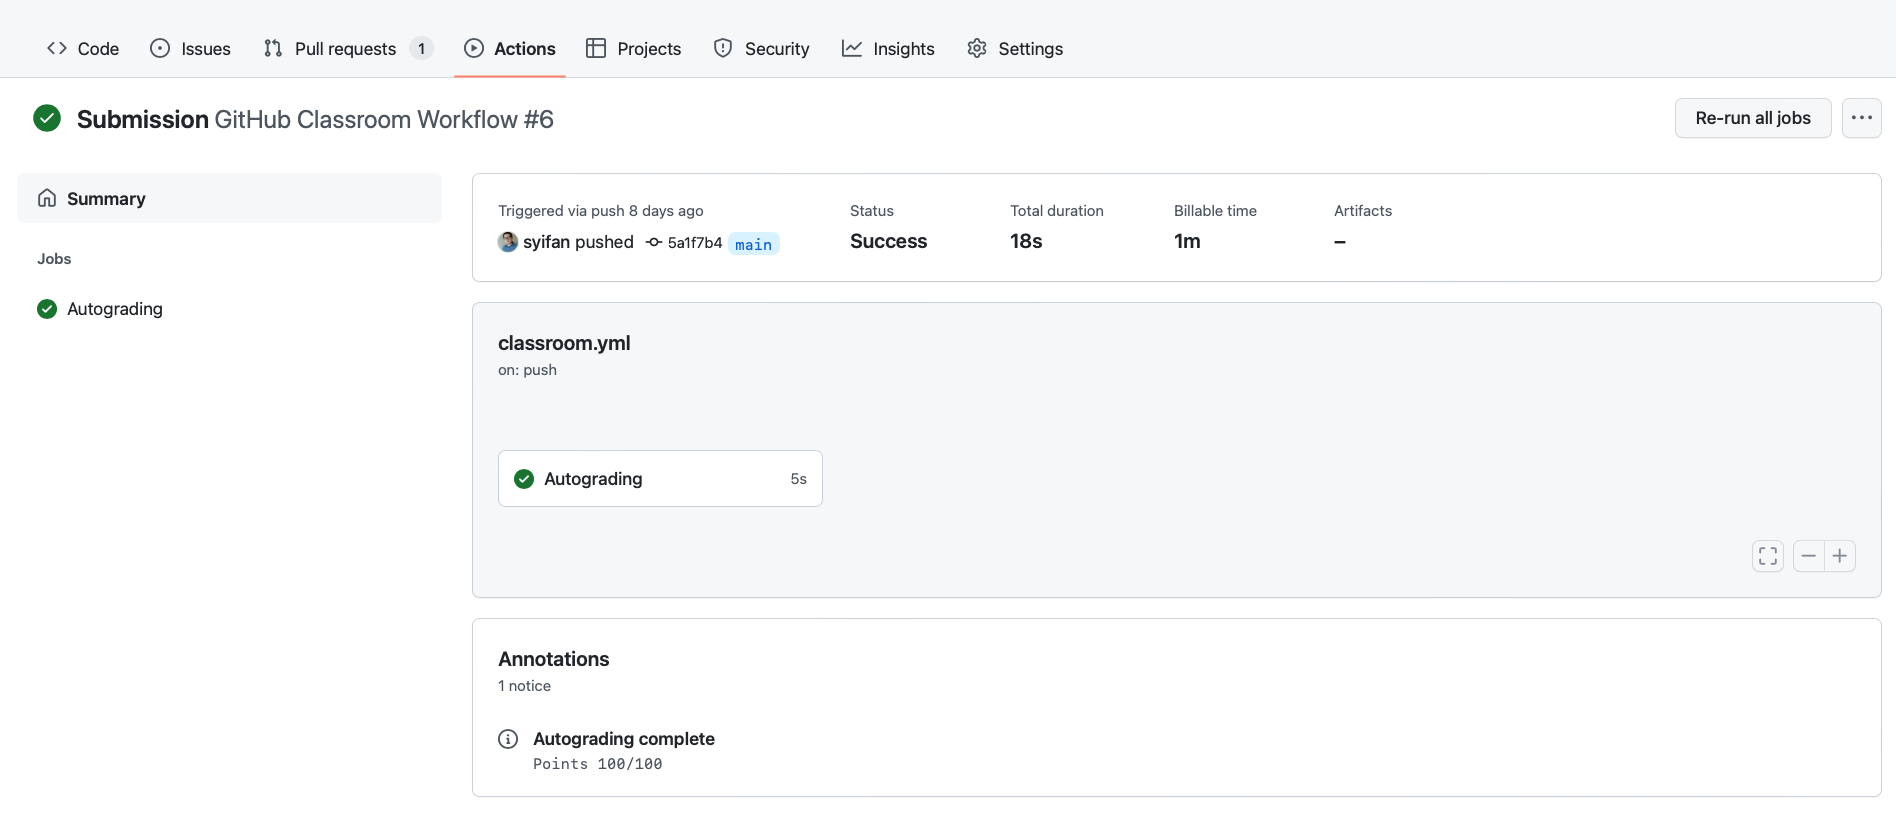 Code Issues Pull requests 1 Actions Projects Security Insights Settings
Submission GitHub Classroom Workflow #6
Re-run all jobs
Summary
Jobs
Autograding
Triggered via push 8 days ago
syifan pushed 5a1f7b4 main
Status
Success
Total duration
18s
Billable time
1m
Artifacts
–
classroom.yml
on: push
Autograding 5s
Annotations
1 notice
Autograding complete
Points 100/100